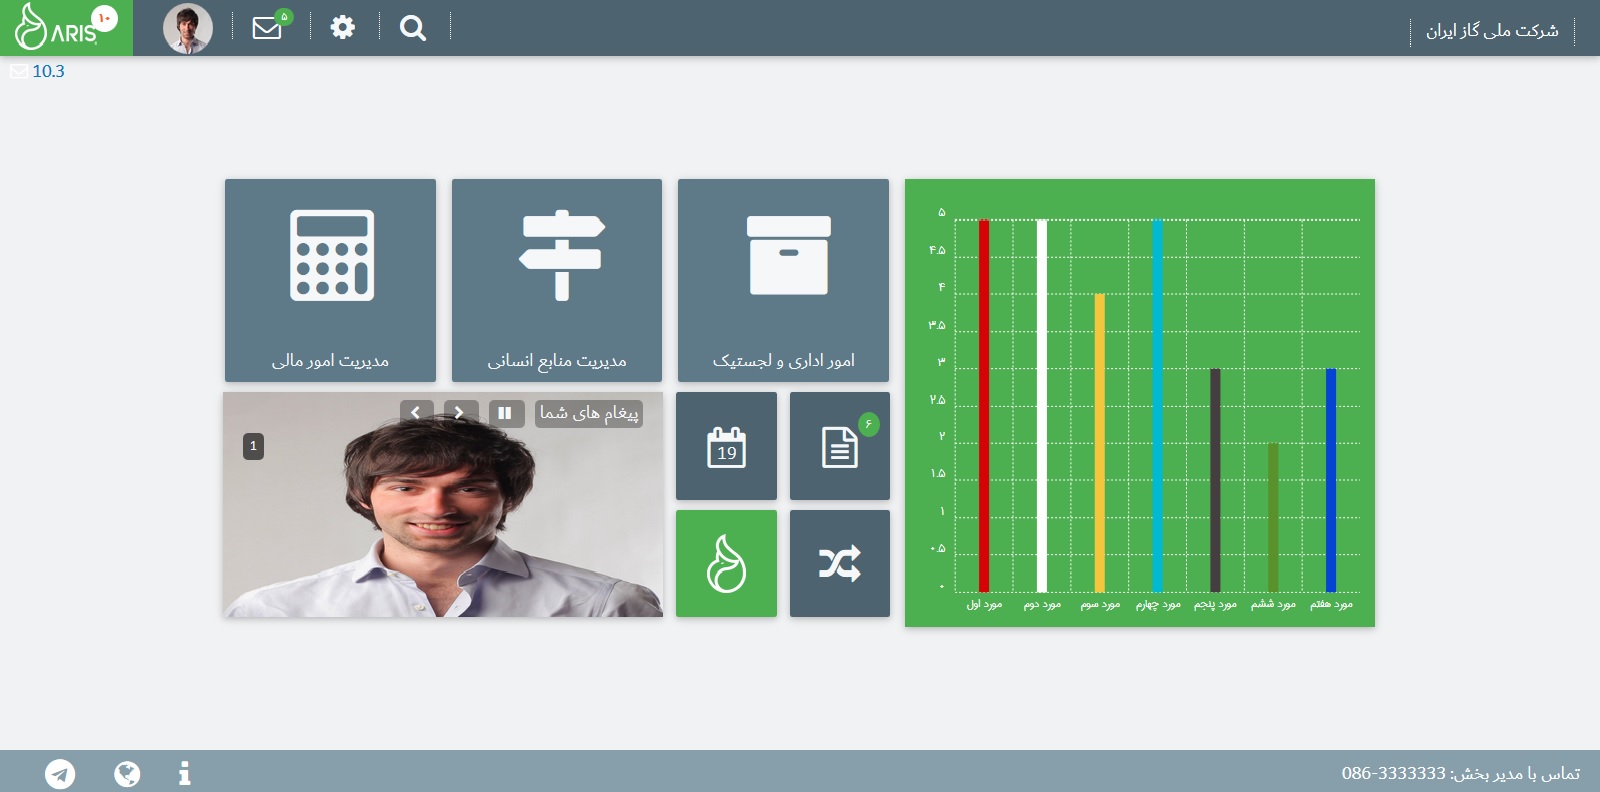 شرکت ملی گاز ایران
۵
ARIS
۱۰
10.3
مدیریت امور مالی
مدیریت منابع انسانی
امور اداری و لجستیک
پیغام های شما
1
19
۶
۵
۴.۵
۴
۳.۵
۳
۲.۵
۲
۱.۵
۱
۰.۵
۰
مورد اول
مورد دوم
مورد سوم
مورد چهارم
مورد پنجم
مورد ششم
مورد هفتم
تماس با مدیر بخش: 3333333-086